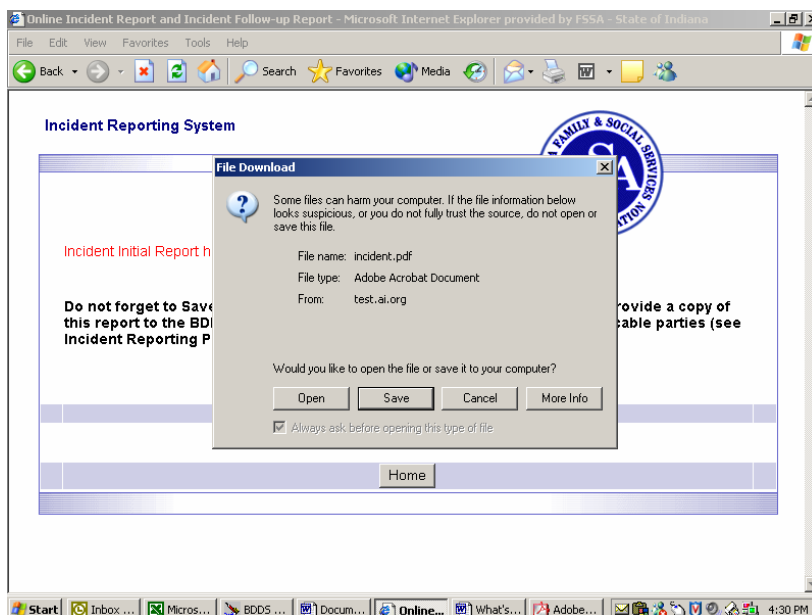 Online Incident Report and Incident Follow-up Report - Microsoft Internet Explorer provided by FSSA - State of Indiana
File Edit View Favorites Tools Help
Back Search Favorites Media
Incident Reporting System
FAMILY & SOCIAL SERVICES
File Download
Some files can harm your computer. If the file information below
looks suspicious, or you do not fully trust the source, do not open or
save this file.
File name: incident.pdf
File type: Adobe Acrobat Document
From: test.ai.org
Would you like to open the file or save it to your computer?
Open Save Cancel More Info
Always ask before opening this type of file
Incident Initial Report h
Do not forget to Save rovide a copy of
this report to the BD cable parties (see
Incident Reporting P
Home
Start Inbox ... Micros... BDDS ... Docum... Online... What's... Adobe... 4:30 PM